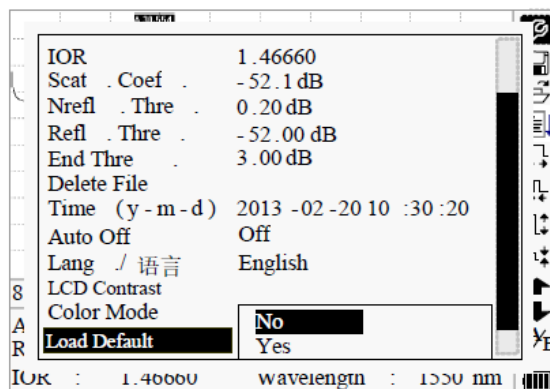 IOR 1.46660
Scat . Coef . -52.1 dB
Nrefl . Thre . 0.20 dB
Refl . Thre . -52.00 dB
End Thre . 3.00 dB
Delete File
Time (y - m - d) 2013 -02 -20 10 :30 :20
Auto Off Off
Lang ./ 语言 English
LCD Contrast
8
Color Mode
A
No
Load Default
R
Yes
IOR : 1.46660 Wavelength : 1550 nm